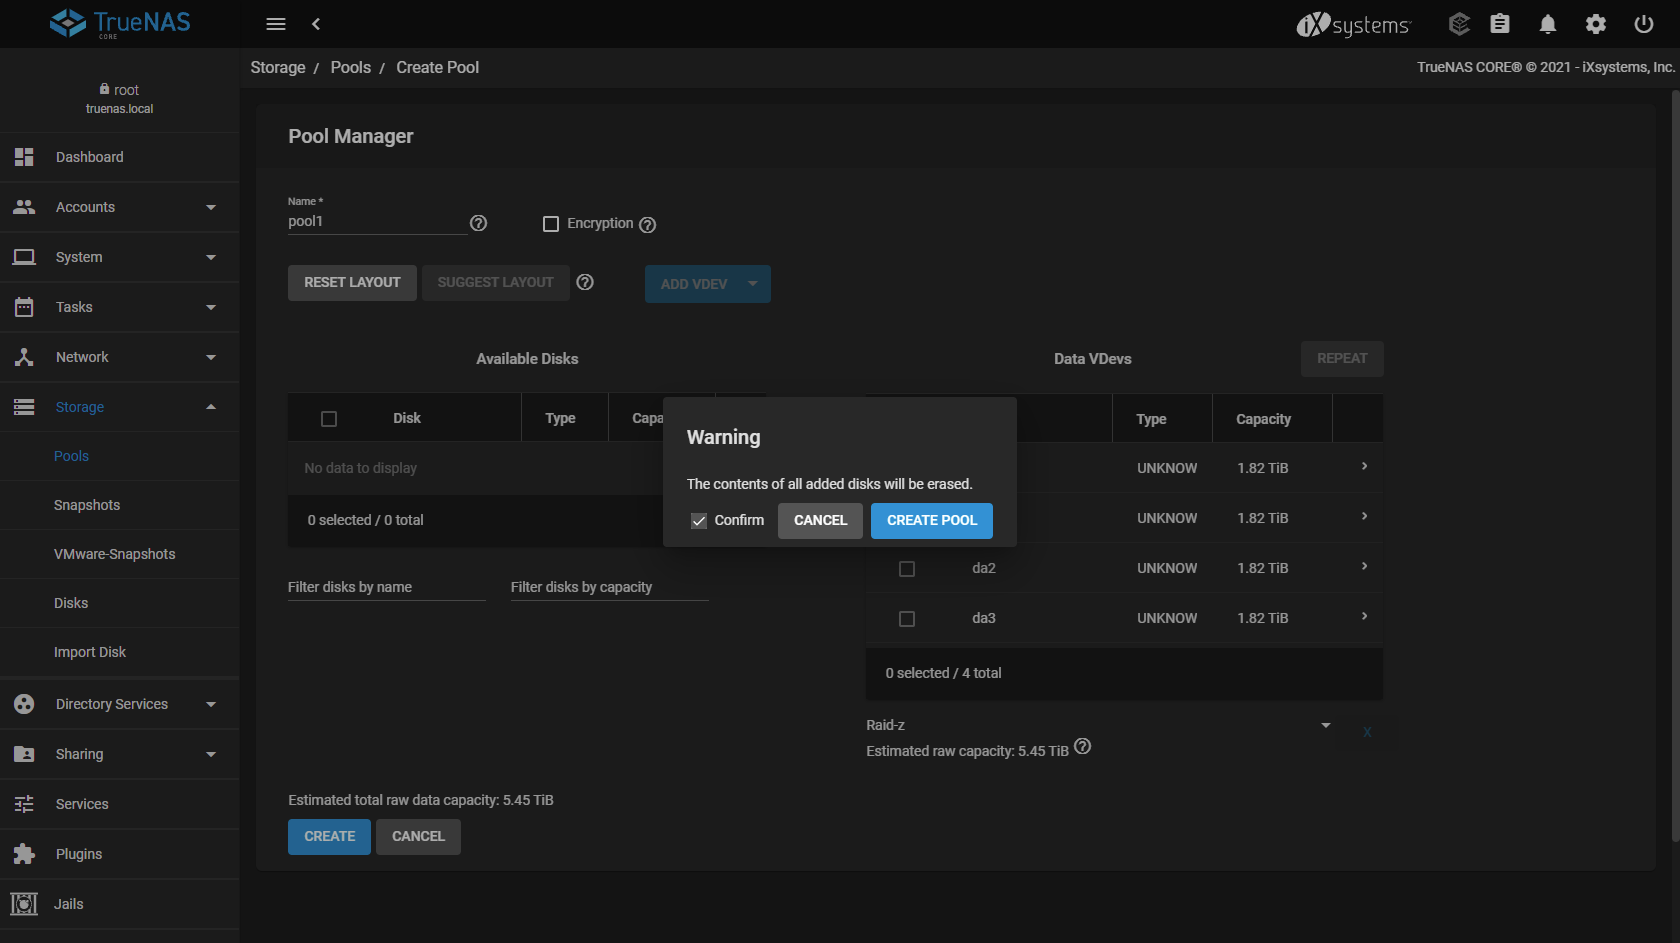 TrueNAS
CORE
iXsystems
Storage / Pools / Create Pool
TrueNAS CORE® © 2021 - iXsystems, Inc.
root
truenas.local
Dashboard
Accounts
System
Tasks
Network
Storage
Pools
Snapshots
VMware-Snapshots
Disks
Import Disk
Directory Services
Sharing
Services
Plugins
Jails
Pool Manager
Name *
pool1
Encryption
RESET LAYOUT
SUGGEST LAYOUT
ADD VDEV
Available Disks
Disk Type Capa
No data to display
0 selected / 0 total
Filter disks by name
Filter disks by capacity
Data VDevs
REPEAT
Type Capacity
UNKNOW 1.82 TiB
UNKNOW 1.82 TiB
da2 UNKNOW 1.82 TiB
da3 UNKNOW 1.82 TiB
0 selected / 4 total
Raid-z
X
Estimated raw capacity: 5.45 TiB
Warning
The contents of all added disks will be erased.
Confirm
CANCEL
CREATE POOL
Estimated total raw data capacity: 5.45 TiB
CREATE
CANCEL